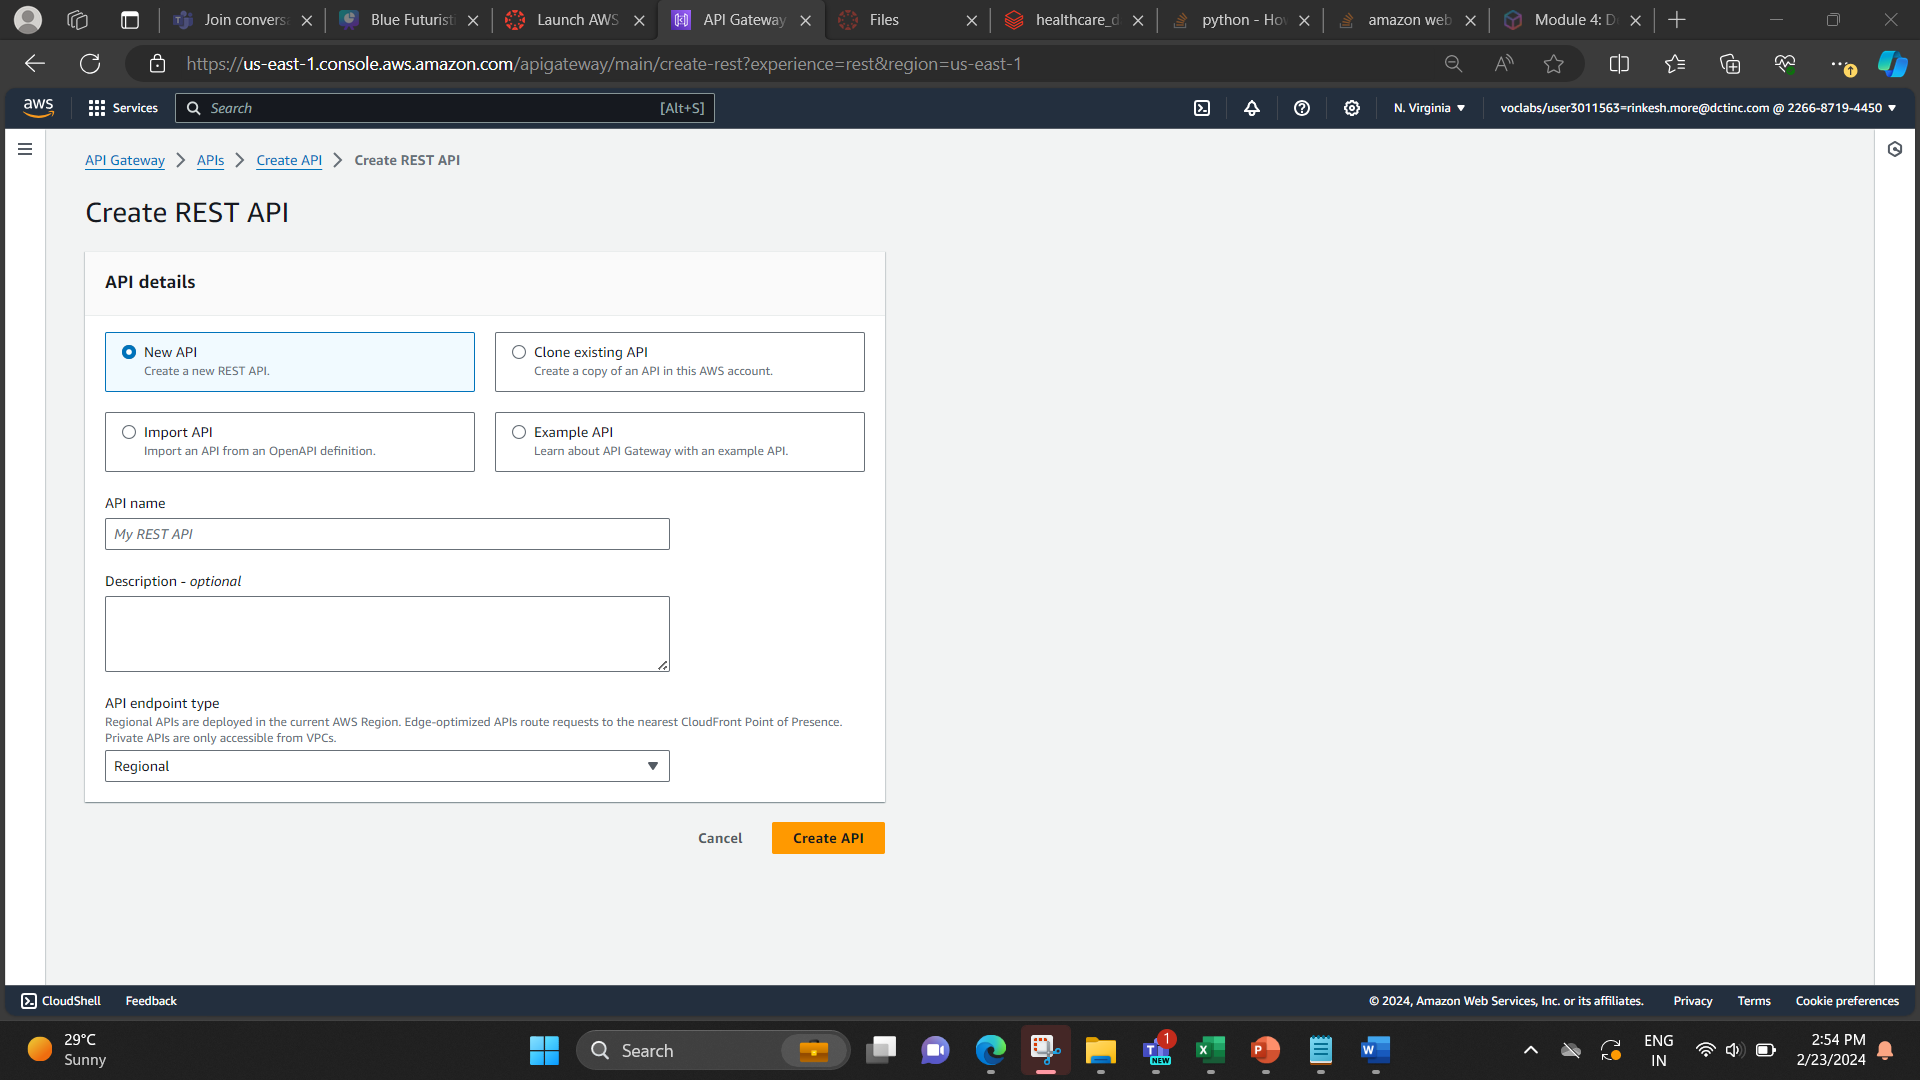 Join convers
Blue Futurist
Launch AWS
API Gateway
Files
healthcare_d
python - Ho
amazon web
Module 4: D
https://us-east-1.console.aws.amazon.com/apigateway/main/create-rest?experience=rest&region=us-east-1
aws
Services
Search
[Alt+S]
N. Virginia
voclabs/user3011563=rinkesh.more@dctinc.com @ 2266-8719-4450
API Gateway > APIs > Create API > Create REST API
Create REST API
API details
New API
Create a new REST API.
Clone existing API
Create a copy of an API in this AWS account.
Import API
Import an API from an OpenAPI definition.
Example API
Learn about API Gateway with an example API.
API name
My REST API
Description - optional
API endpoint type
Regional APIs are deployed in the current AWS Region. Edge-optimized APIs route requests to the nearest CloudFront Point of Presence.
Private APIs are only accessible from VPCs.
Regional
Cancel
Create API
CloudShell
Feedback
© 2024, Amazon Web Services, Inc. or its affiliates.
Privacy
Terms
Cookie preferences
29°C
Sunny
Search
1
NEW
ENG
IN
2:54 PM
2/23/2024